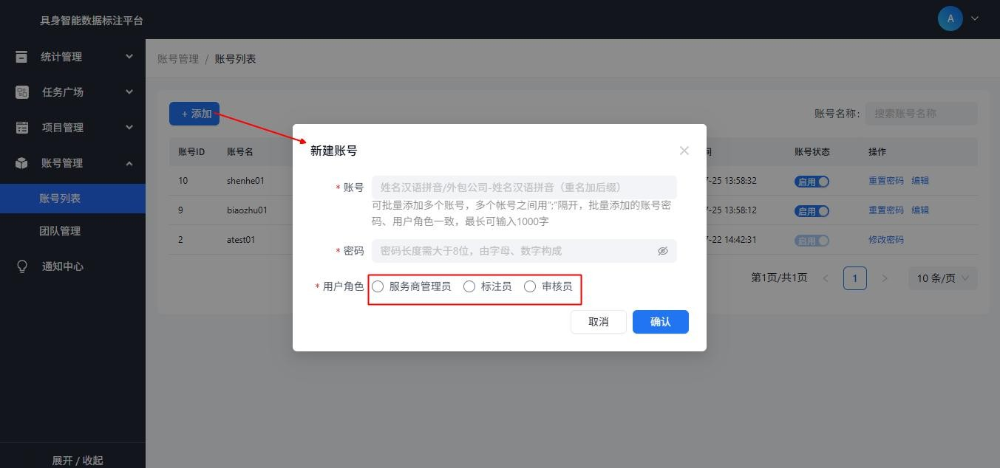 具身智能数据标注平台
A
统计管理
任务广场
项目管理
账号管理
账号列表
团队管理
通知中心
展开 / 收起
账号管理 / 账号列表
+ 添加
账号名称:
搜索账号名称
账号ID 账号名 间 账号状态 操作
10 shenhe01 7-25 13:58:32 启用 重置密码 编辑
9 biaozhu01 7-25 13:58:12 启用 重置密码 编辑
2 atest01 7-22 14:42:31 启用 修改密码
第1页/共1页 < 1 > 10 条/页
新建账号
* 账号 姓名汉语拼音/外包公司-姓名汉语拼音（重名加后缀）
可批量添加多个账号，多个帐号之间用“;”隔开，批量添加的账号密
码、用户角色一致，最长可输入1000字
* 密码 密码长度需大于8位，由字母、数字构成
* 用户角色 服务商管理员 标注员 审核员
取消 确认